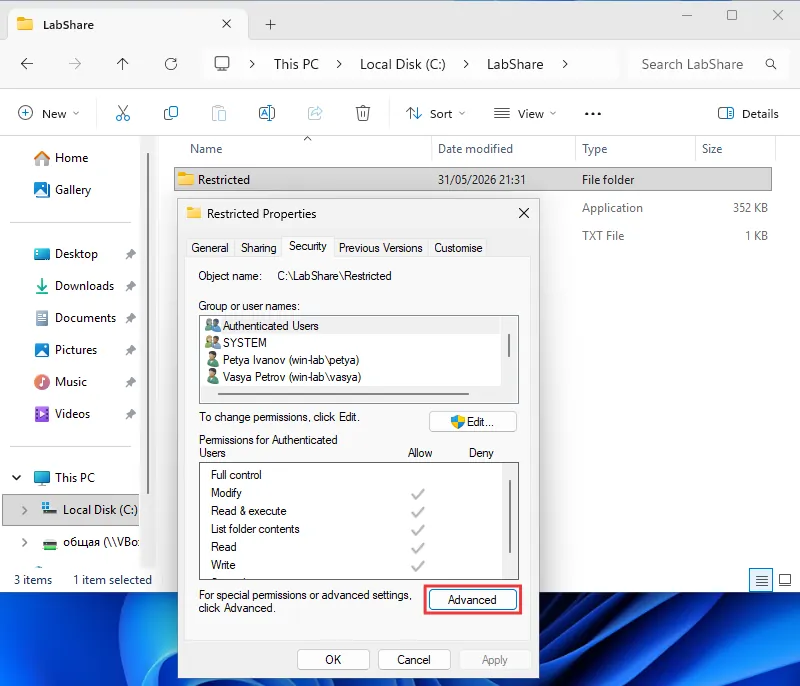 LabShare
This PC
Local Disk (C:)
LabShare
Search LabShare
New
Sort
View
Details
Name
Date modified
Type
Size
Home
Gallery
Desktop
Downloads
Documents
Pictures
Music
Videos
This PC
Local Disk (C:)
общая (\\VBo
3 items
1 item selected
Restricted
31/05/2026 21:31
File folder
Application
352 KB
TXT File
1 KB
Restricted Properties
General
Sharing
Security
Previous Versions
Customise
Object name:
C:\LabShare\Restricted
Group or user names:
Authenticated Users
SYSTEM
Petya Ivanov (win-lab\petya)
Vasya Petrov (win-lab\vasya)
To change permissions, click Edit.
Edit...
Permissions for Authenticated
Users
Allow
Deny
Full control
Modify
Read & execute
List folder contents
Read
Write
For special permissions or advanced settings,
click Advanced.
Advanced
OK
Cancel
Apply